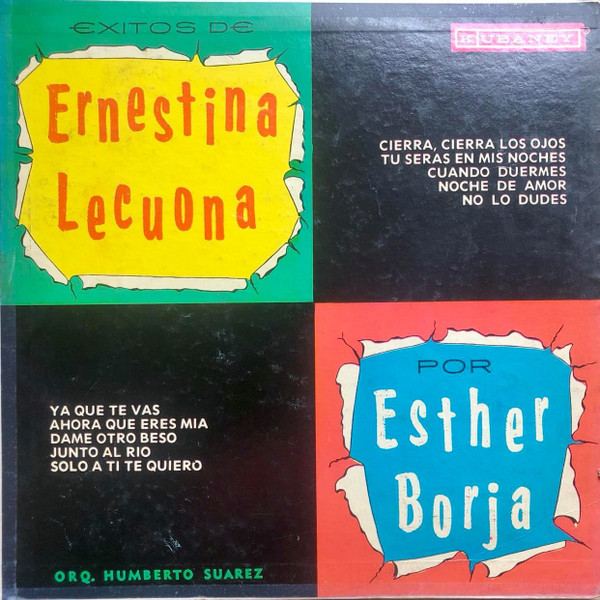 EXITOS DE
Ernestina
Lecuona
KUBANEY
CIERRA, CIERRA LOS OJOS
TU SERAS EN MIS NOCHES
CUANDO DUERMES
NOCHE DE AMOR
NO LO DUDES
YA QUE TE VAS
AHORA QUE ERES MIA
DAME OTRO BESO
JUNTO AL RIO
SOLO A TI TE QUIERO
ORQ. HUMBERTO SUAREZ
POR
Esther
Borja